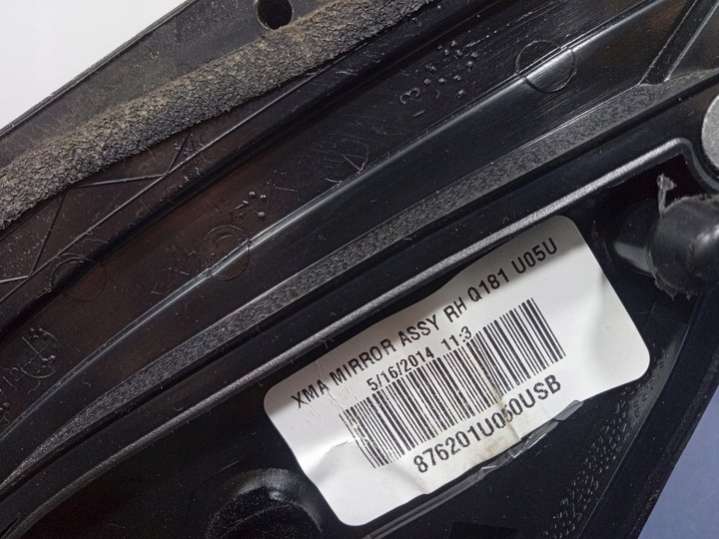 XMA MIRROR ASSY RH Q181 U05U
5/16/2014 11:3
876201U050USB